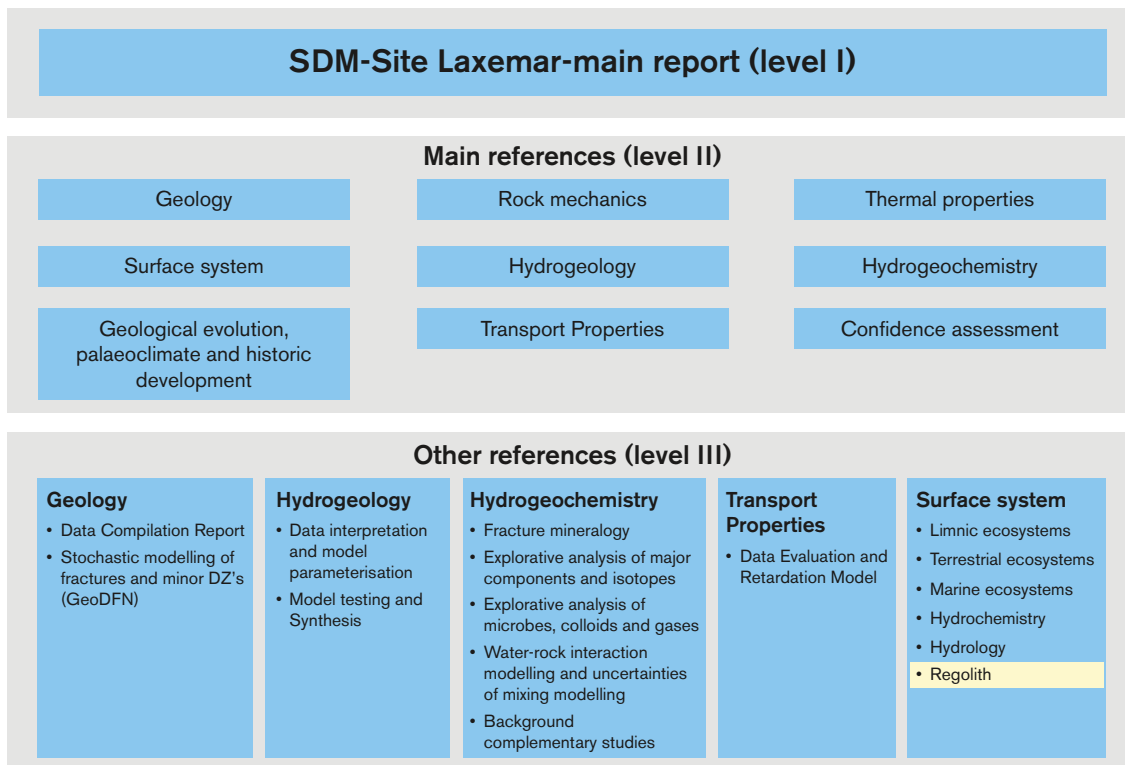 SDM-Site Laxemar-main report (level I)
Main references (level II)
Geology
Rock mechanics
Thermal properties
Surface system
Hydrogeology
Hydrogeochemistry
Geological evolution,
palaeoclimate and historic
development
Transport Properties
Confidence assessment
Other references (level III)
Geology
• Data Compilation Report
• Stochastic modelling of
fractures and minor DZ's
(GeoDFN)
Hydrogeology
• Data interpretation
and model
parameterisation
• Model testing and
Synthesis
Hydrogeochemistry
• Fracture mineralogy
• Explorative analysis of major
components and isotopes
• Explorative analysis of
microbes, colloids and gases
• Water-rock interaction
modelling and uncertainties
of mixing modelling
• Background
complementary studies
Transport
Properties
• Data Evaluation and
Retardation Model
Surface system
• Limnic ecosystems
• Terrestrial ecosystems
• Marine ecosystems
• Hydrochemistry
• Hydrology
• Regolith